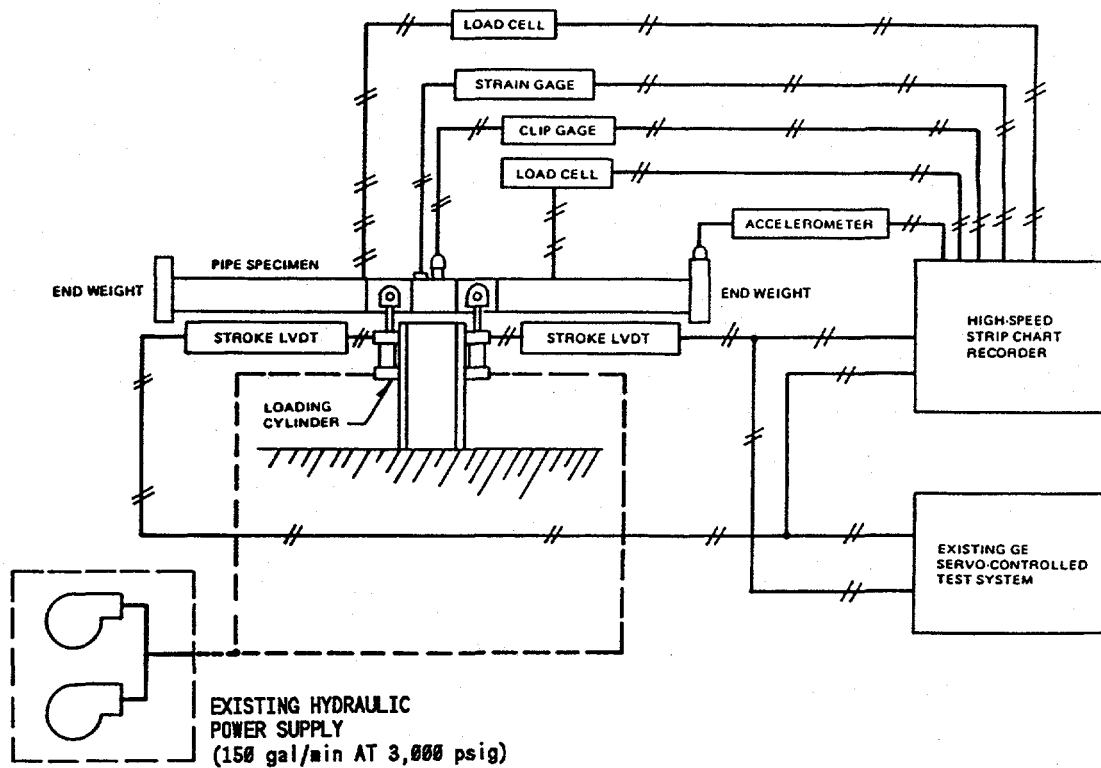 LOAD CELL
STRAIN GAGE
CLIP GAGE
LOAD CELL
ACCELEROMETER
PIPE SPECIMEN
END WEIGHT
END WEIGHT
STROKE LVDT
STROKE LVDT
HIGH-SPEED
STRIP CHART
RECORDER
LOADING
CYLINDER
EXISTING GE
SERVO-CONTROLLED
TEST SYSTEM
EXISTING HYDRAULIC
POWER SUPPLY
(150 gal/min AT 3,000 psig)